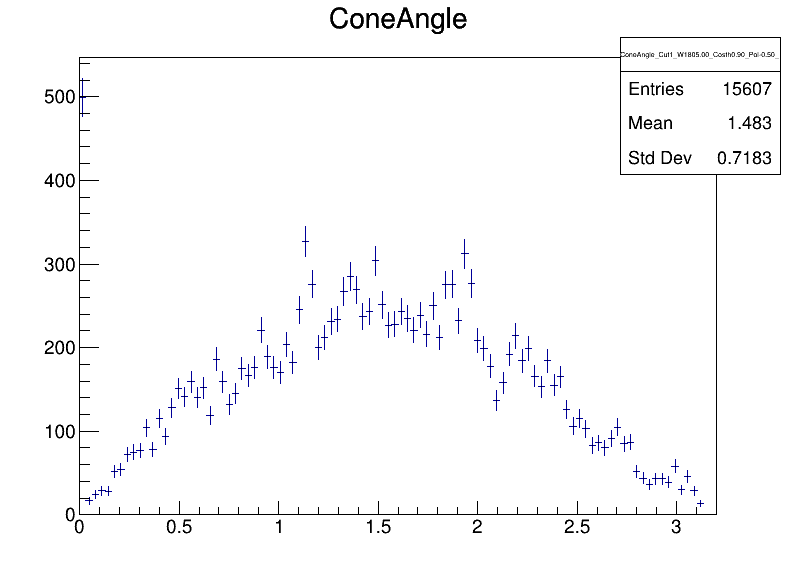 ConeAngle
ConeAngle_Cut1_W1805.00_Costh0.90_Pol-0.50_
Entries 15607
Mean 1.483
Std Dev 0.7183
500
400
300
200
100
0
0 0.5 1 1.5 2 2.5 3